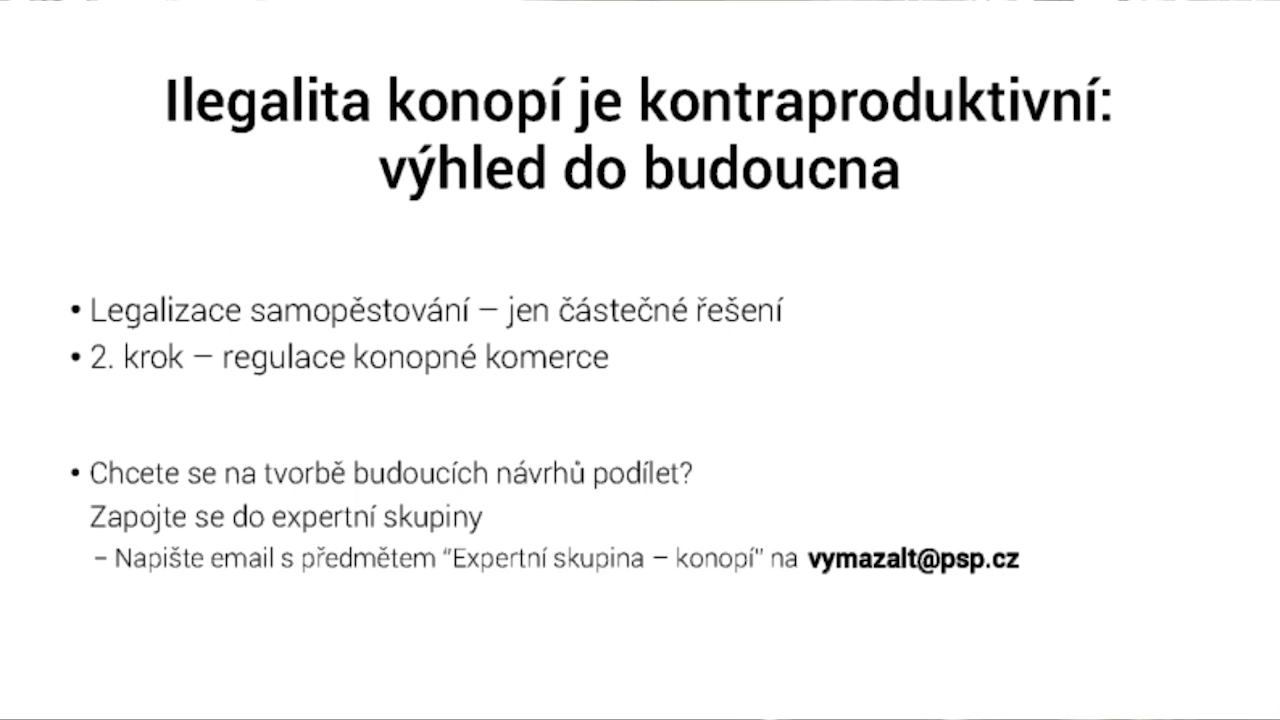 Ilegalita konopí je kontraproduktivní:
výhled do budoucna
• Legalizace samopěstování – jen částečné řešení
• 2. krok – regulace konopné komerce
• Chcete se na tvorbě budoucích návrhů podílet?
Zapojte se do expertní skupiny
– Napište email s předmětem “Expertní skupina – konopí" na vymazalt@psp.cz